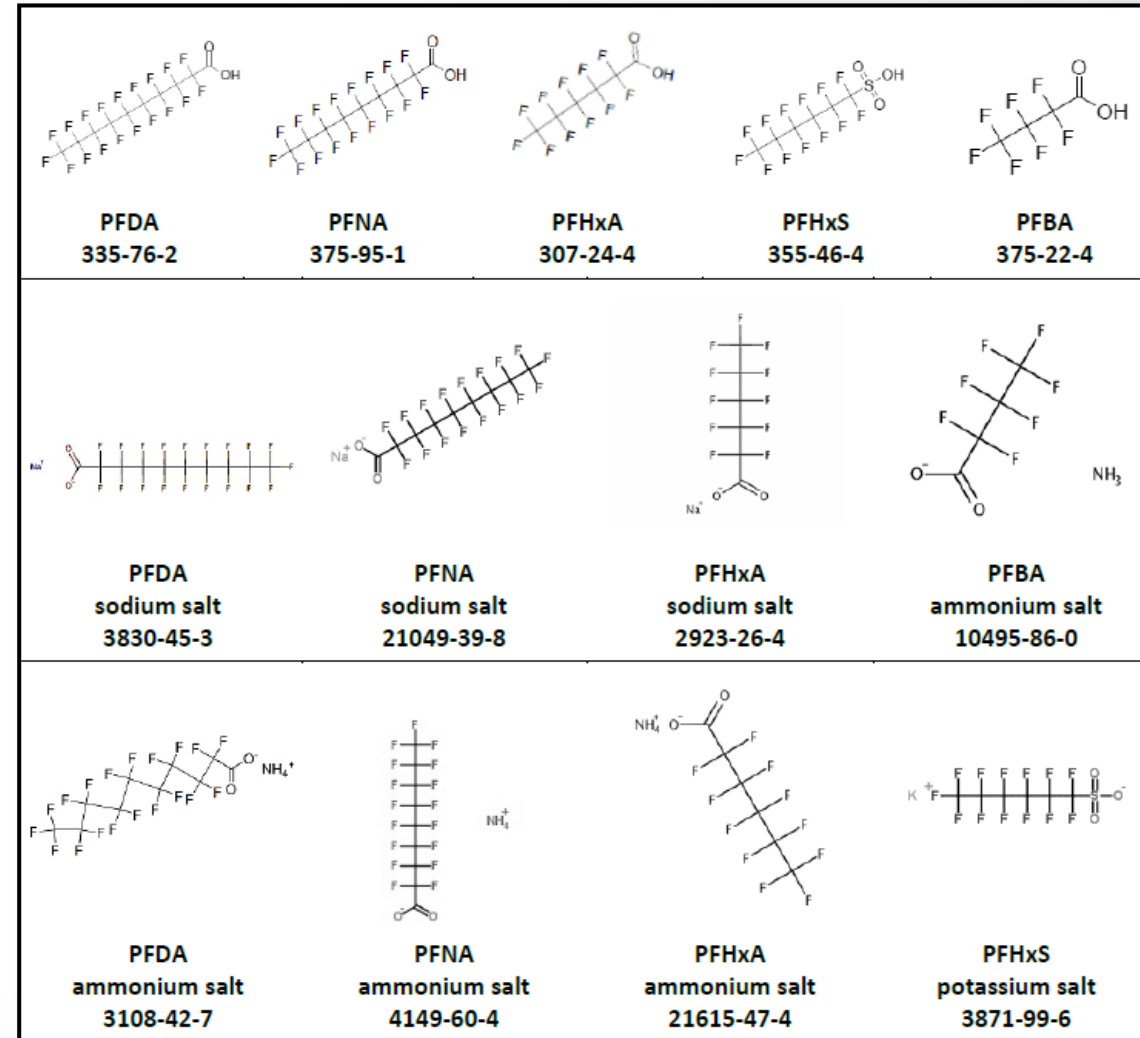 PFDA
335-76-2
PFNA
375-95-1
PFHxA
307-24-4
PFHxS
355-46-4
PFBA
375-22-4
PFDA
sodium salt
3830-45-3
PFNA
sodium salt
21049-39-8
PFHxA
sodium salt
2923-26-4
PFBA
ammonium salt
10495-86-0
PFDA
ammonium salt
3108-42-7
PFNA
ammonium salt
4149-60-4
PFHxA
ammonium salt
21615-47-4
PFHxS
potassium salt
3871-99-6